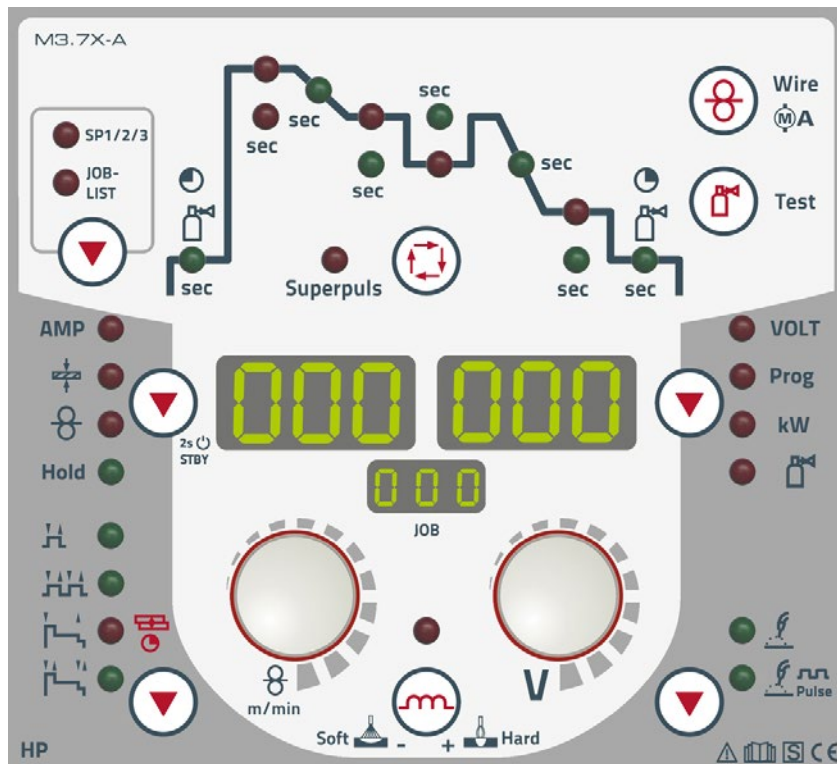 M3.7X-A
SP1/2/3
JOB-
LIST
sec
sec
sec
sec
sec
sec
sec
sec
Wire
M A
Test
Superpuls
AMP
Hold
2s
STBY
VOLT
Prog
kW
000
000
000
JOB
m/min
V
Soft - + Hard
Pulse
HP
S CE